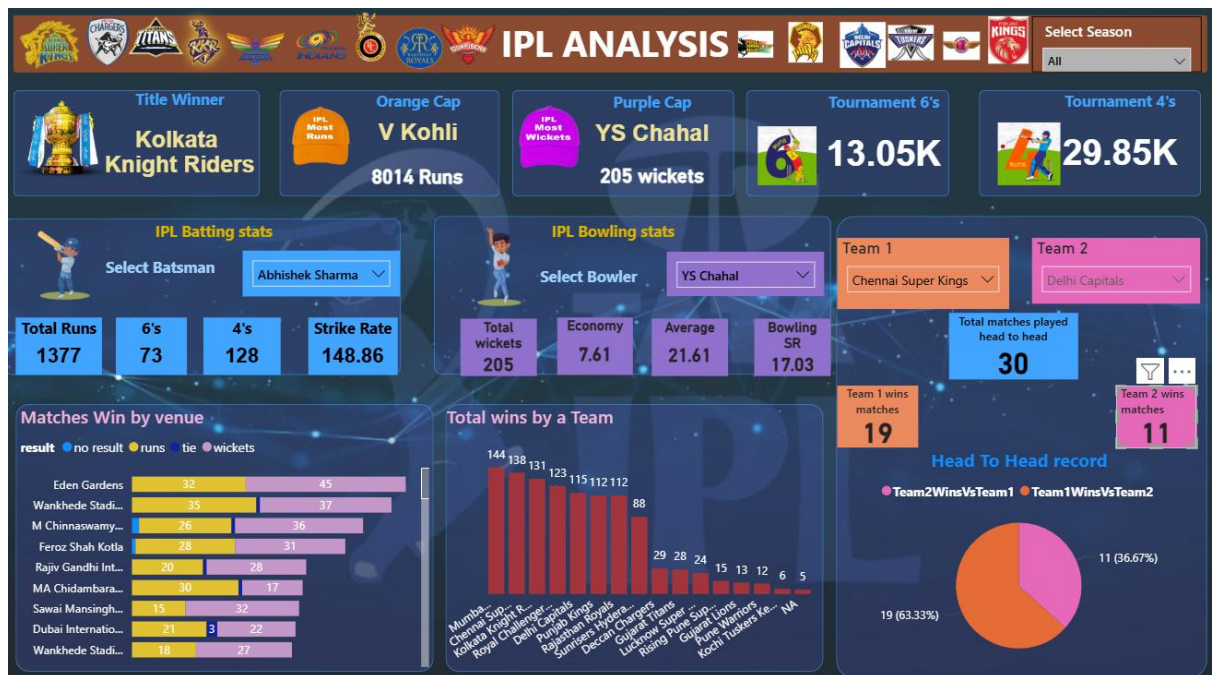 IPL ANALYSIS
CHARGERS
TITANS
KKR
INDIANS
ROYALS
SUNRISERS
DELHI
CAPITALS
TUSKERS
KINGS
Select Season
All
Title Winner
Kolkata
Knight Riders
IPL
Most
Runs
Orange Cap
V Kohli
8014 Runs
IPL
Most
Wickets
Purple Cap
YS Chahal
205 wickets
Tournament 6's
13.05K
Tournament 4's
29.85K
IPL Batting stats
Select Batsman
Abhishek Sharma
Total Runs
1377
6's
73
4's
128
Strike Rate
148.86
IPL Bowling stats
Select Bowler
YS Chahal
Total
wickets
205
Economy
7.61
Average
21.61
Bowling
SR
17.03
Team 1
Chennai Super Kings
Team 2
Delhi Capitals
Total matches played
head to head
30
Team 1 wins
matches
19
Team 2 wins
matches
11
Matches Win by venue
result no result runs tie wickets
Eden Gardens 32 45
Wankhede Stadi... 35 37
M Chinnaswamy... 26 36
Feroz Shah Kotla 28 31
Rajiv Gandhi Int... 20 28
MA Chidambara... 30 17
Sawai Mansingh... 15 32
Dubai Internatio... 21 3 22
Wankhede Stadi... 18 27
Total wins by a Team
144 138 131 123 115 112 112 88 29 28 24 15 13 12 6 5
Mumba...
Chennai Sup...
Kolkata Knight R...
Royal Challenger...
Delhi Capitals
Punjab Kings
Rajasthan Royals
Sunrisers Hydera...
Deccan Chargers
Gujarat Titans
Lucknow Super ...
Rising Pune Sup...
Gujarat Lions
Pune Warriors
Kochi Tuskers Ke...
NA
Head To Head record
Team2WinsVsTeam1 Team1WinsVsTeam2
11 (36.67%)
19 (63.33%)
IPL